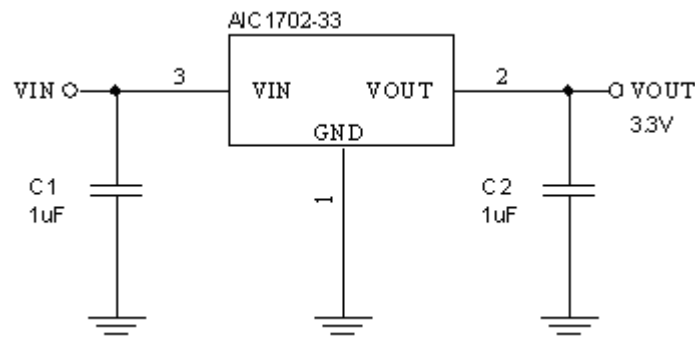 AIC1702-33
VIN
3
VIN
VOUT
2
VOUT
3.3V
GND
1
C1
1uF
C2
1uF